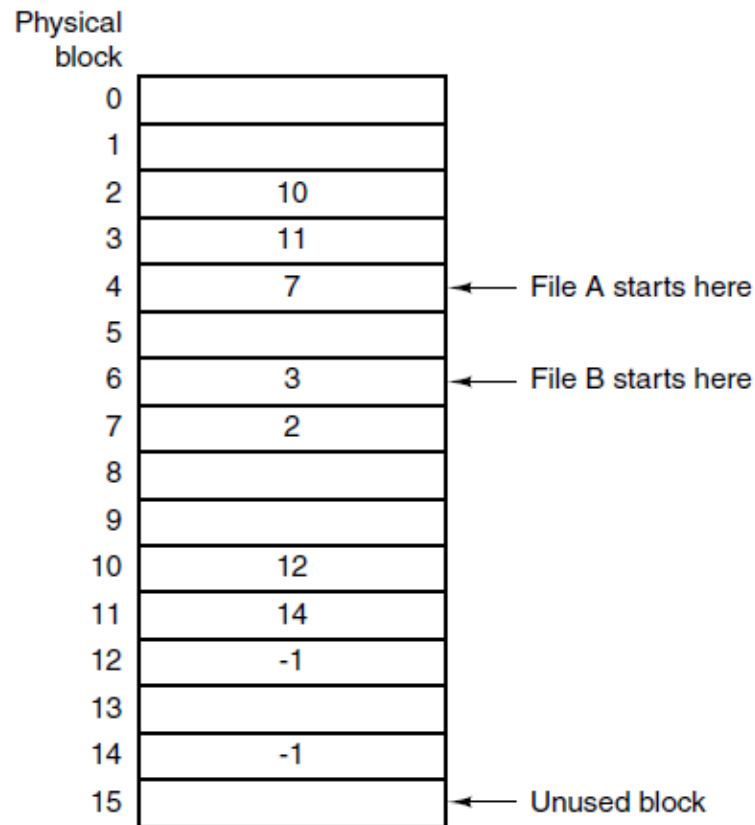 Physical
block
0
1
2 10
3 11
4 7 File A starts here
5
6 3 File B starts here
7 2
8
9
10 12
11 14
12 -1
13
14 -1
15 Unused block